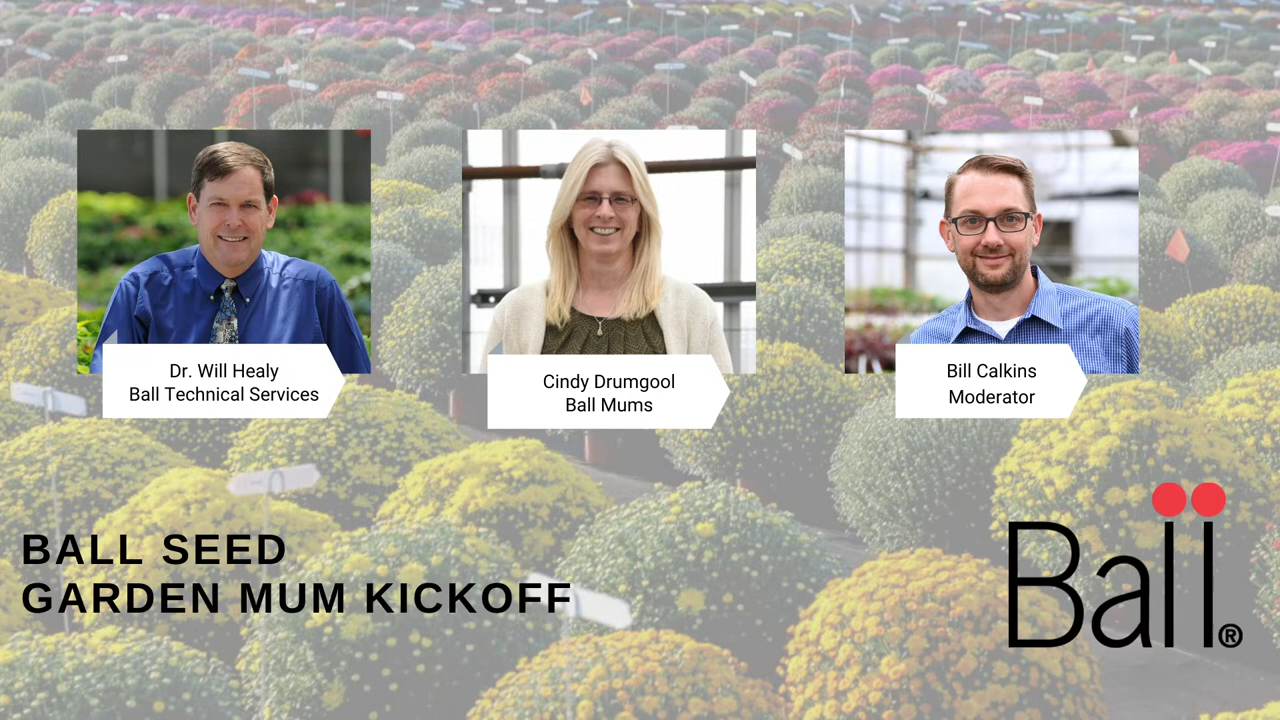 Dr. Will Healy
Ball Technical Services
Cindy Drumgool
Ball Mums
Bill Calkins
Moderator
BALL SEED
GARDEN MUM KICKOFF
Ball®